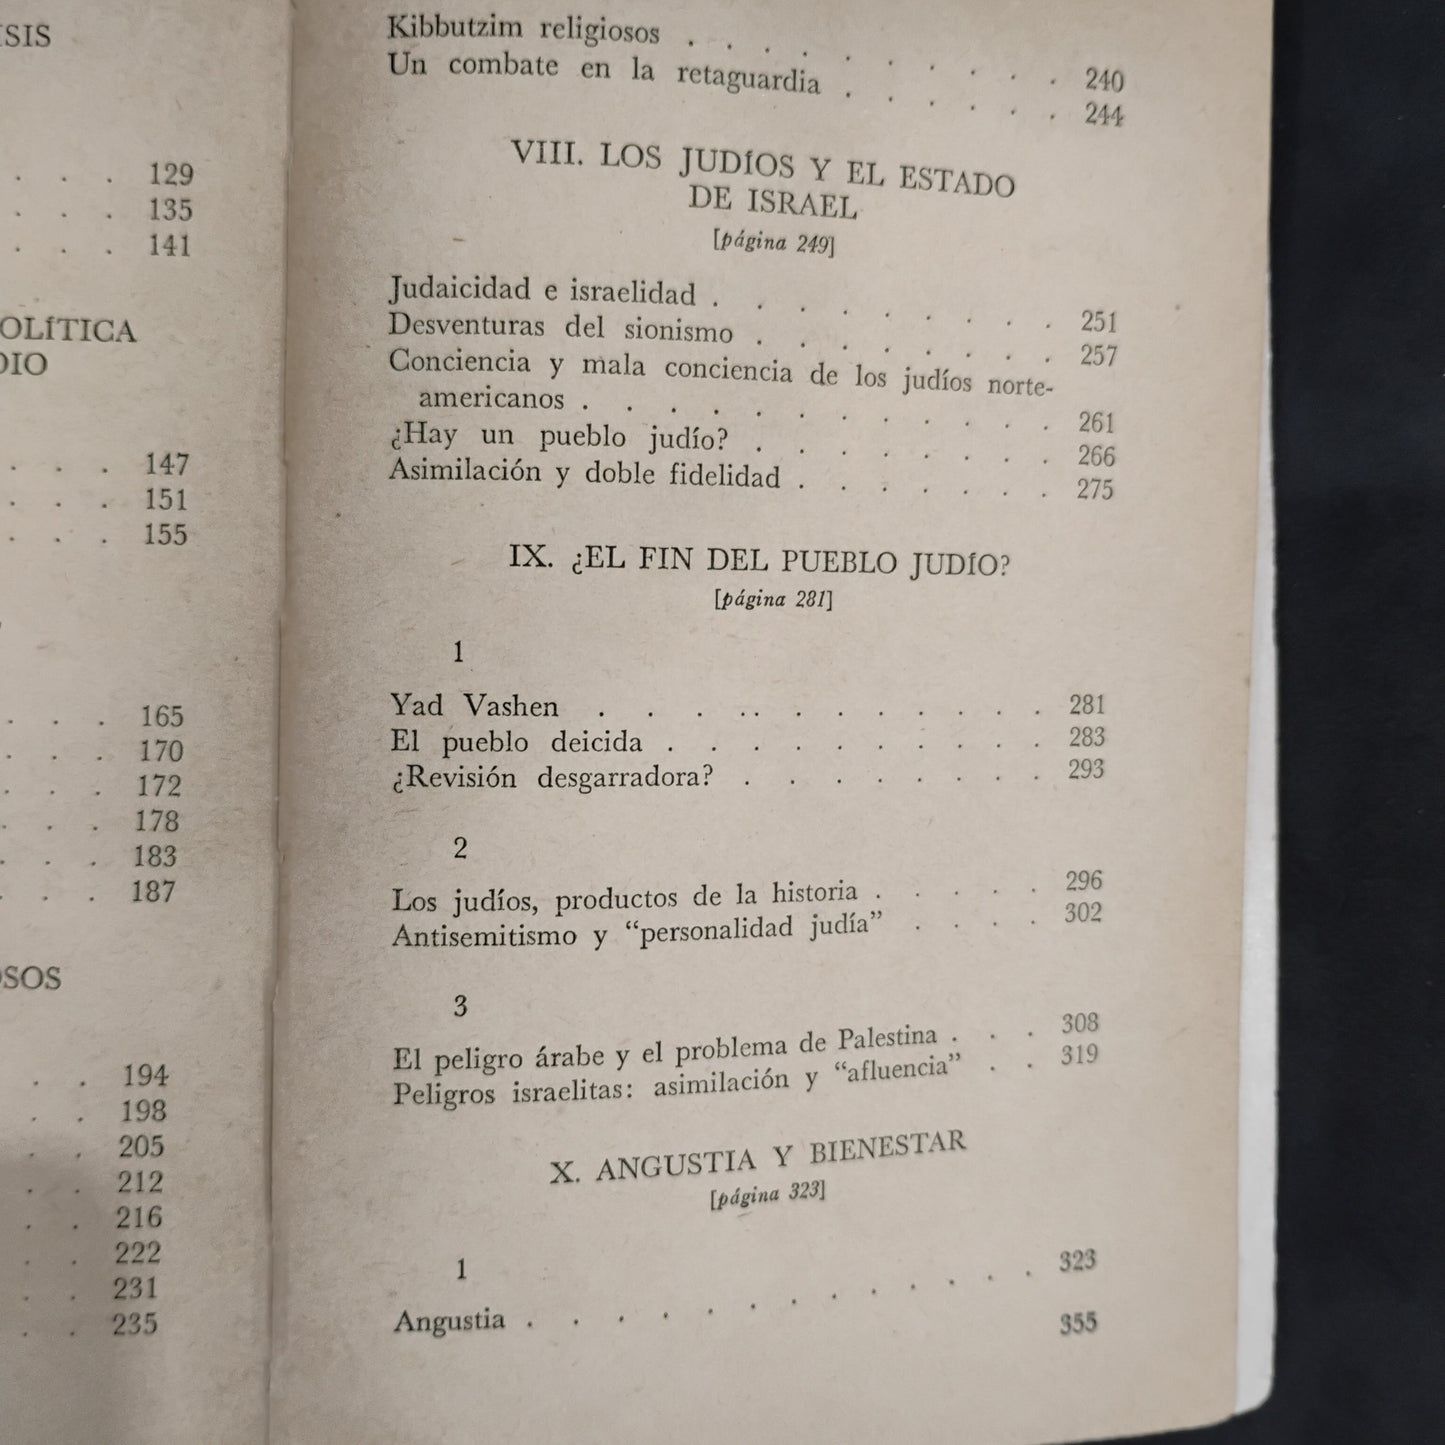 ISIS
129
135
141
OLÍTICA
DIO
147
151
155
165
170
172
178
183
187
OSOS
194
198
205
212
216
222
231
235
Kibbutzim religiosos . . . . . . . . . . 240
Un combate en la retaguardia . . . . . . 244
VIII. LOS JUDÍOS Y EL ESTADO
DE ISRAEL
[página 249]
Judaicidad e israelidad . . . . . . . . . 251
Desventuras del sionismo . . . . . . . . 257
Conciencia y mala conciencia de los judíos norte-
americanos . . . . . . . . . . . . 261
¿Hay un pueblo judío? . . . . . . . . 266
Asimilación y doble fidelidad . . . . . . . 275
IX. ¿EL FIN DEL PUEBLO JUDÍO?
[página 281]
1
Yad Vashen . . . . . . . . . . . . 281
El pueblo deicida . . . . . . . . . . 283
¿Revisión desgarradora? . . . . . . . . 293
2
Los judíos, productos de la historia . . . . . 296
Antisemitismo y “personalidad judía” . . . . 302
3
El peligro árabe y el problema de Palestina . . . 308
Peligros israelitas: asimilación y “afluencia” . . 319
X. ANGUSTIA Y BIENESTAR
[página 323]
1
Angustia . . . . . . . . . . . . . 323
355